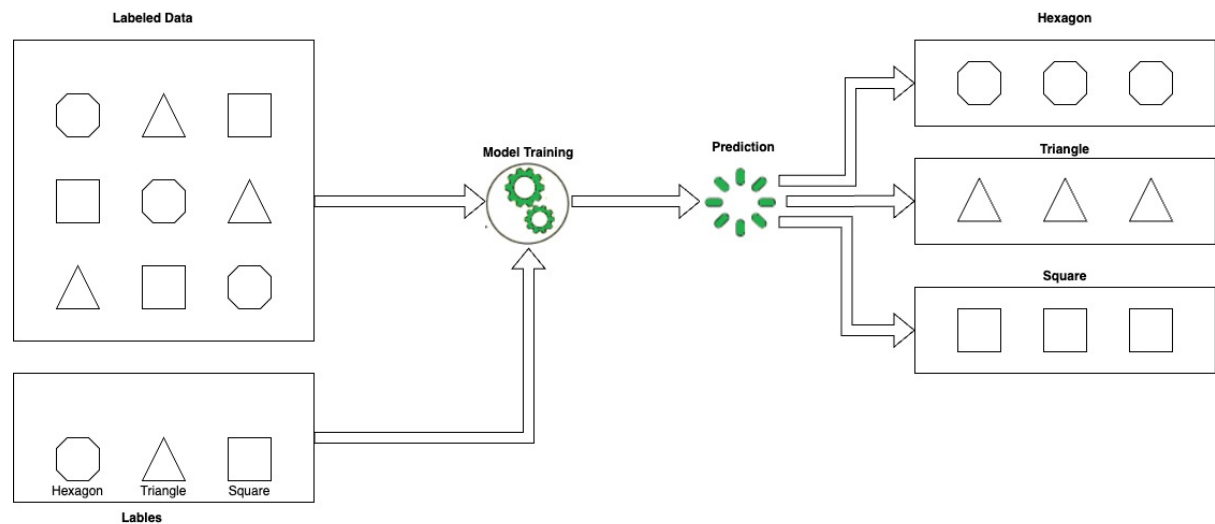 Labeled Data
Hexagon
Model Training
Prediction
Triangle
Square
Hexagon
Triangle
Square
Lables